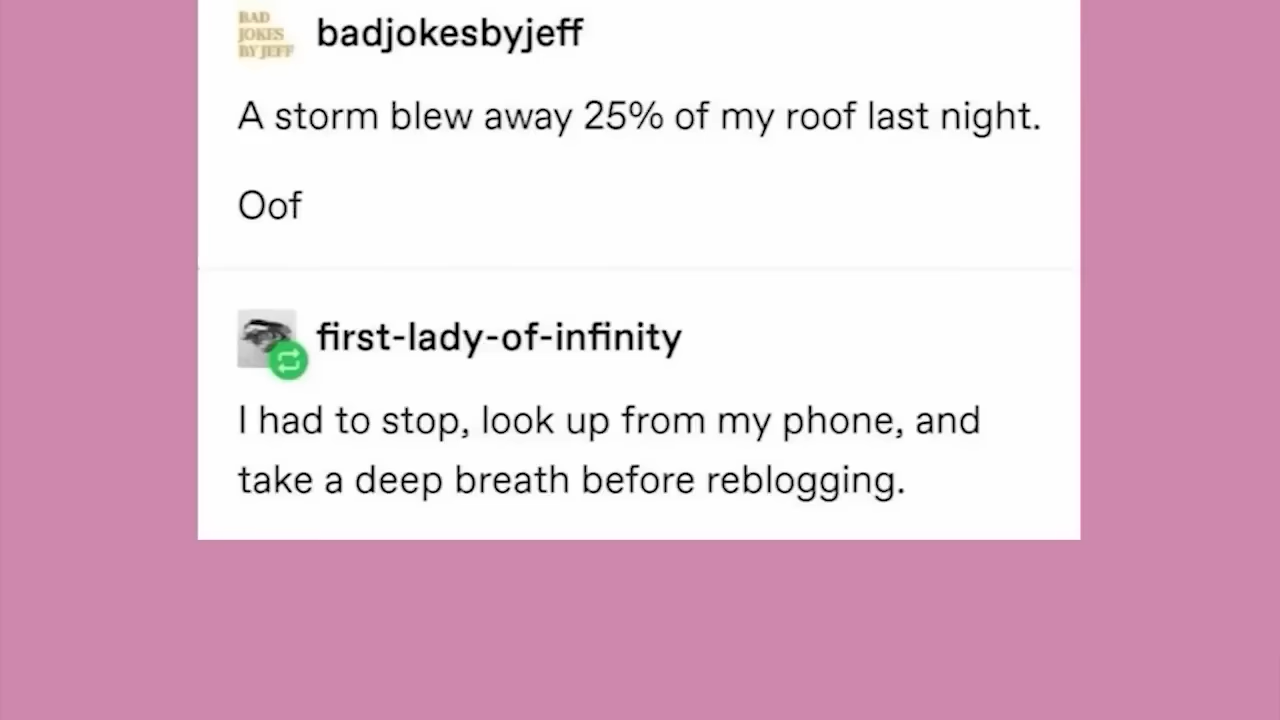 BAD
JOKES
BY JEFF
badjokesbyjeff
A storm blew away 25% of my roof last night.
Oof
first-lady-of-infinity
I had to stop, look up from my phone, and
take a deep breath before reblogging.